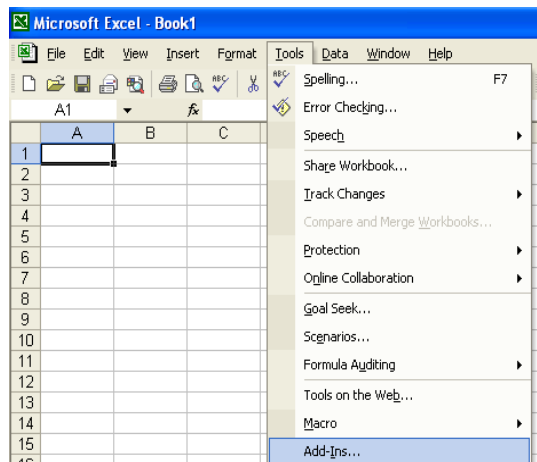 Microsoft Excel - Book1
File Edit View Insert Format Tools Data Window Help
A1 fx
A B C
1
2
3
4
5
6
7
8
9
10
11
12
13
14
15
Spelling... F7
Error Checking...
Speech
Share Workbook...
Track Changes
Compare and Merge Workbooks...
Protection
Online Collaboration
Goal Seek...
Scenarios...
Formula Auditing
Tools on the Web...
Macro
Add-Ins...